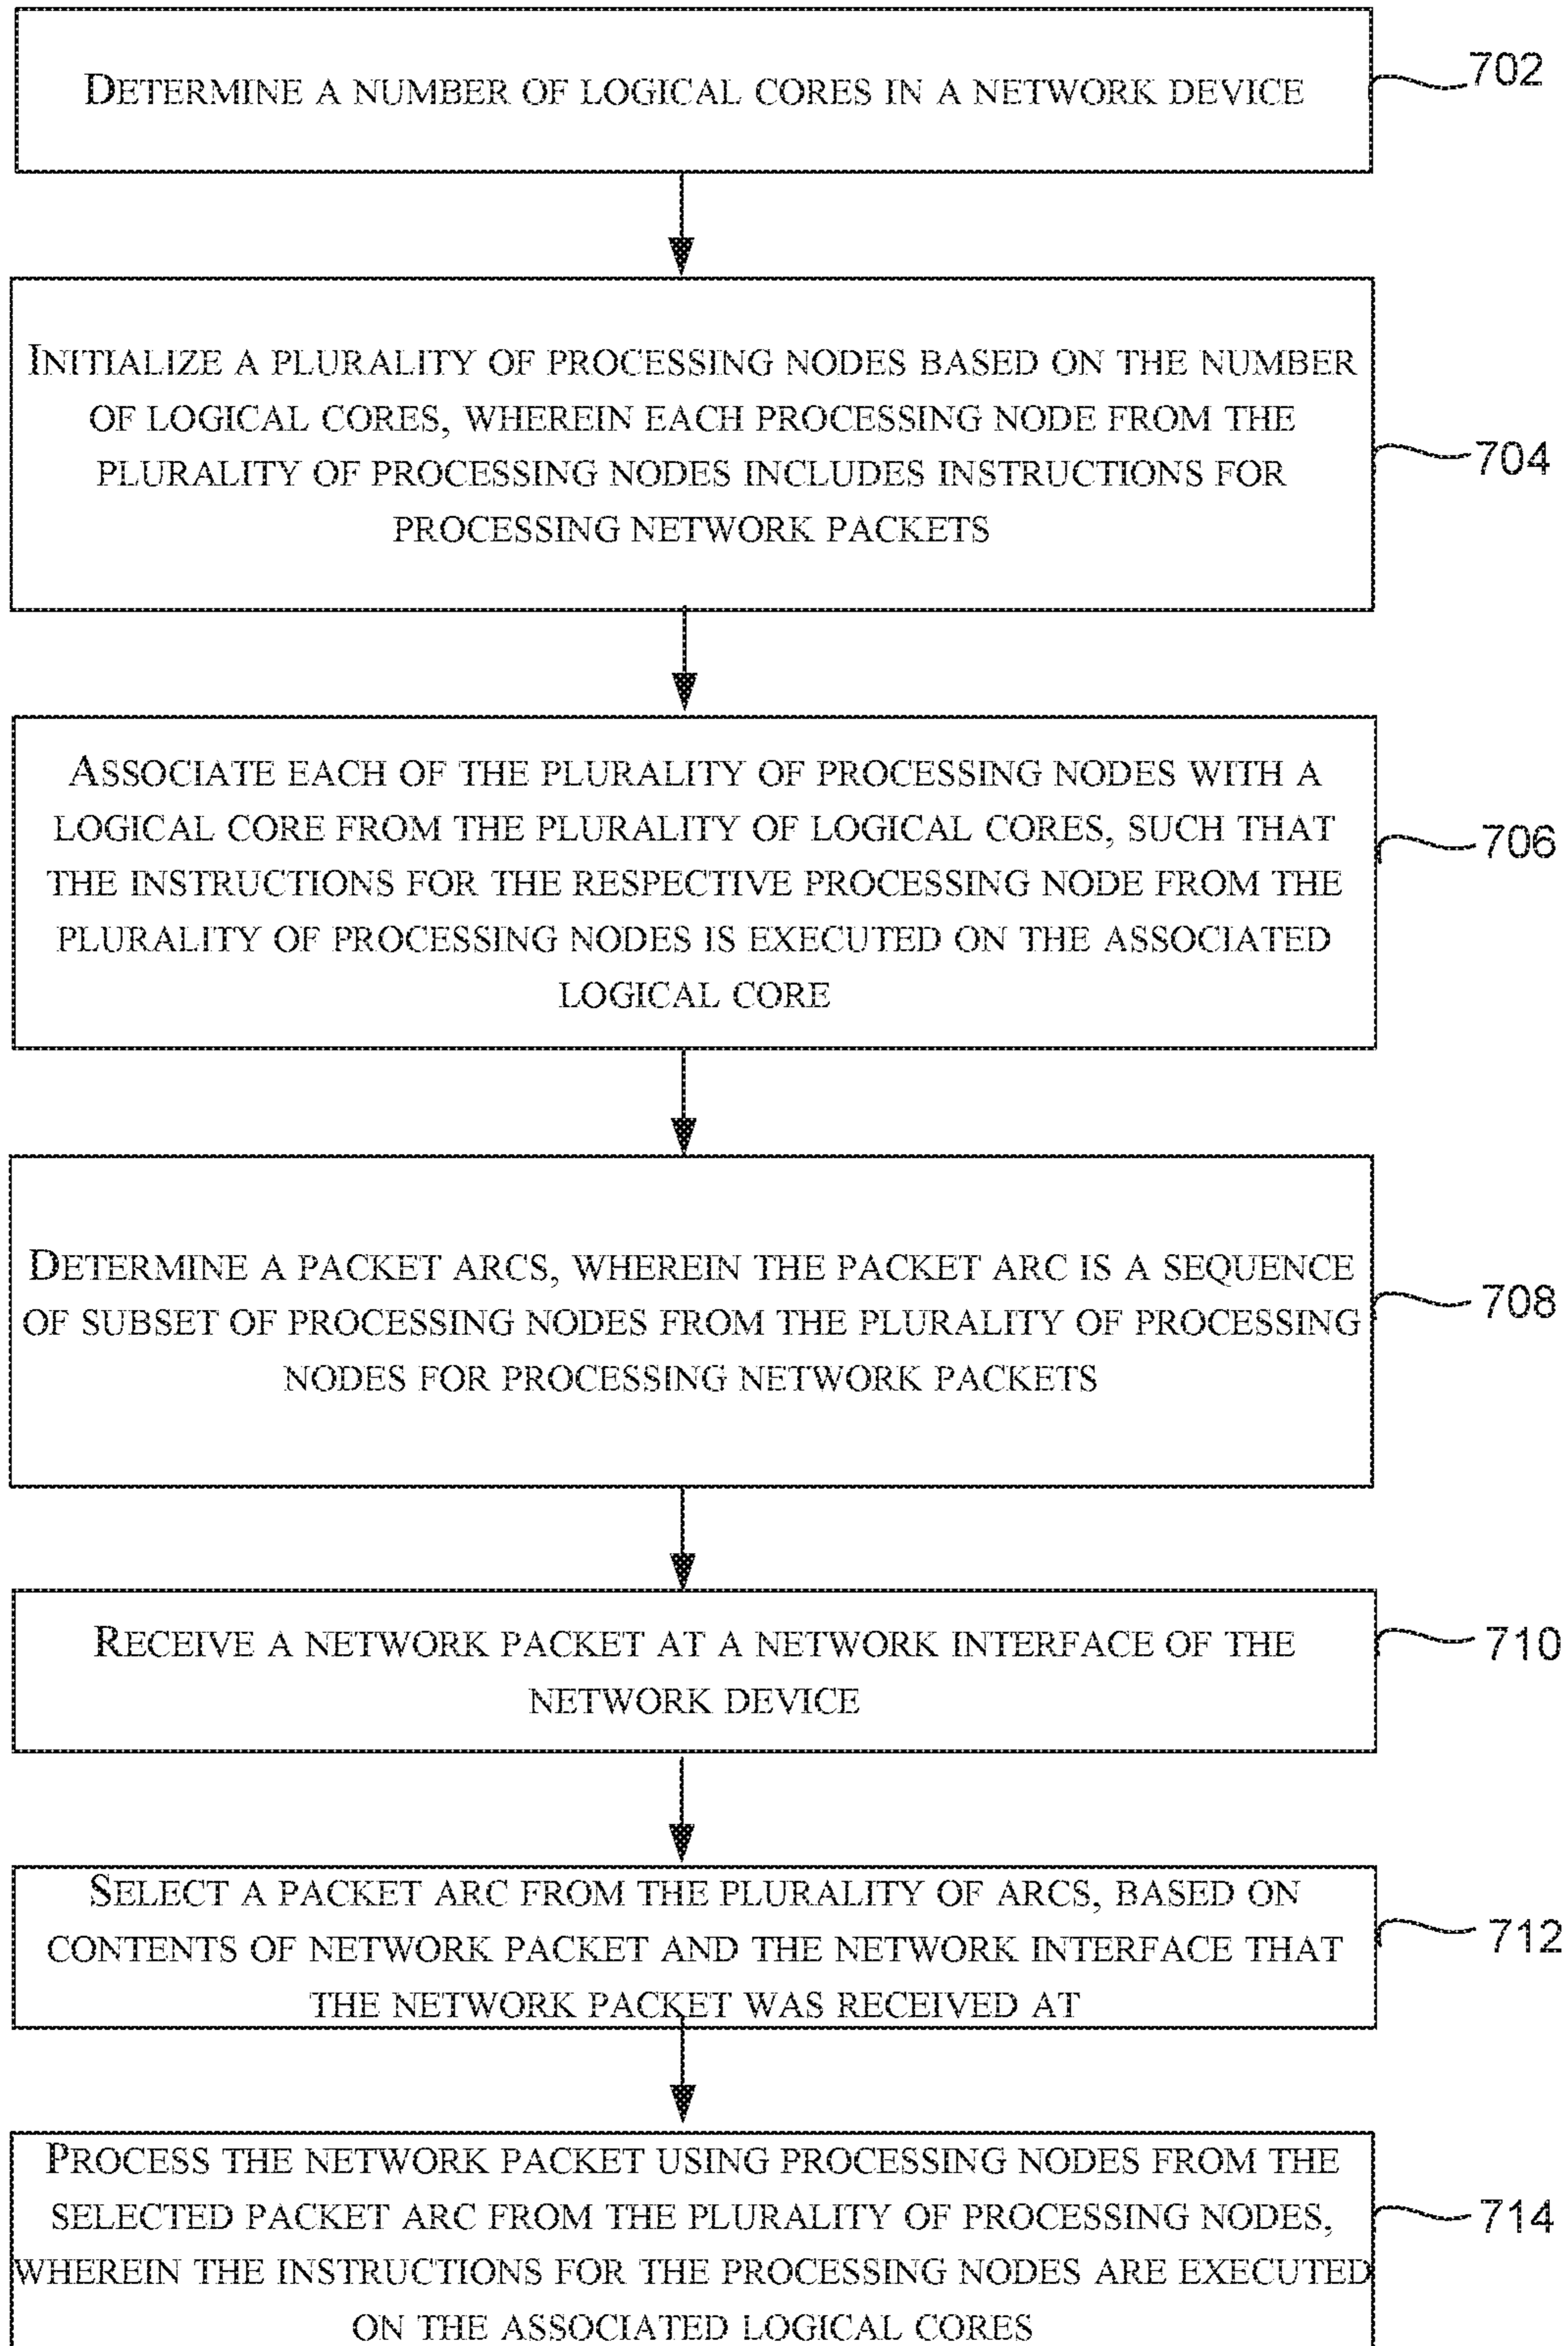 DETERMINE A NUMBER OF LOGICAL CORES IN A NETWORK DEVICE
702
INITIALIZE A PLURALITY OF PROCESSING NODES BASED ON THE NUMBER
OF LOGICAL CORES, WHEREIN EACH PROCESSING NODE FROM THE
PLURALITY OF PROCESSING NODES INCLUDES INSTRUCTIONS FOR
PROCESSING NETWORK PACKETS
704
ASSOCIATE EACH OF THE PLURALITY OF PROCESSING NODES WITH A
LOGICAL CORE FROM THE PLURALITY OF LOGICAL CORES, SUCH THAT
THE INSTRUCTIONS FOR THE RESPECTIVE PROCESSING NODE FROM THE
PLURALITY OF PROCESSING NODES IS EXECUTED ON THE ASSOCIATED
LOGICAL CORE
706
DETERMINE A PACKET ARCS, WHEREIN THE PACKET ARC IS A SEQUENCE
OF SUBSET OF PROCESSING NODES FROM THE PLURALITY OF PROCESSING
NODES FOR PROCESSING NETWORK PACKETS
708
RECEIVE A NETWORK PACKET AT A NETWORK INTERFACE OF THE
NETWORK DEVICE
710
SELECT A PACKET ARC FROM THE PLURALITY OF ARCS, BASED ON
CONTENTS OF NETWORK PACKET AND THE NETWORK INTERFACE THAT
THE NETWORK PACKET WAS RECEIVED AT
712
PROCESS THE NETWORK PACKET USING PROCESSING NODES FROM THE
SELECTED PACKET ARC FROM THE PLURALITY OF PROCESSING NODES,
WHEREIN THE INSTRUCTIONS FOR THE PROCESSING NODES ARE EXECUTED
ON THE ASSOCIATED LOGICAL CORES
714